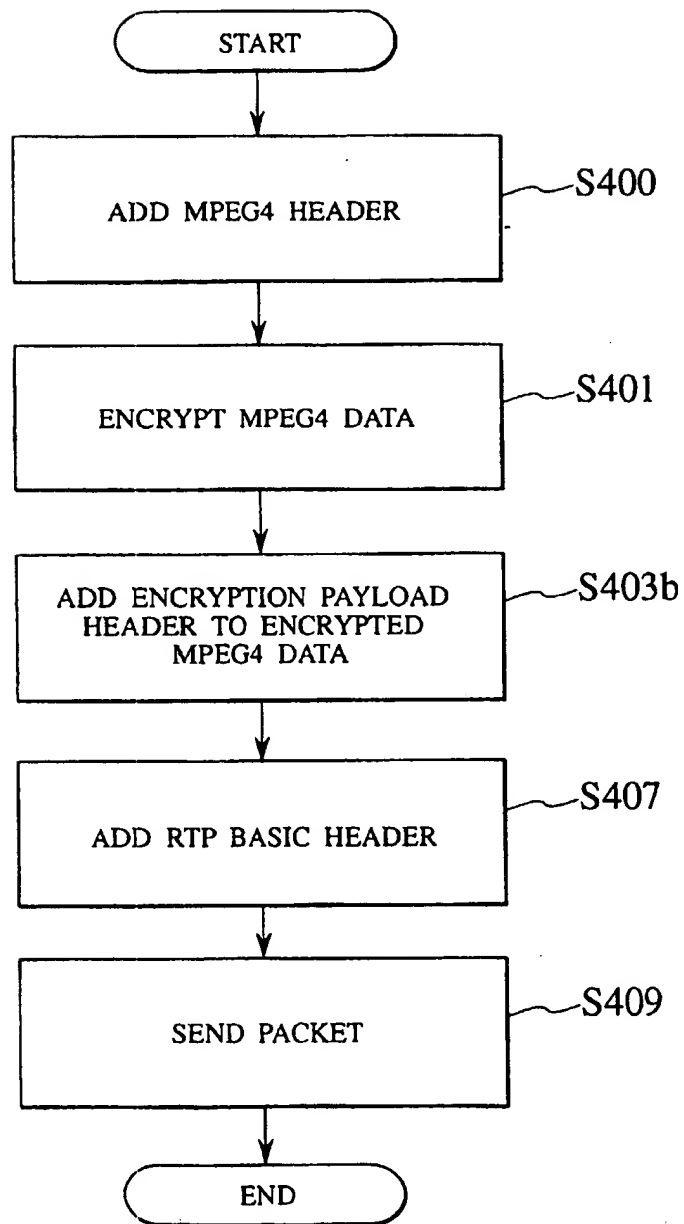 START
ADD MPEG4 HEADER
S400
ENCRYPT MPEG4 DATA
S401
ADD ENCRYPTION PAYLOAD
HEADER TO ENCRYPTED
MPEG4 DATA
S403b
ADD RTP BASIC HEADER
S407
SEND PACKET
S409
END